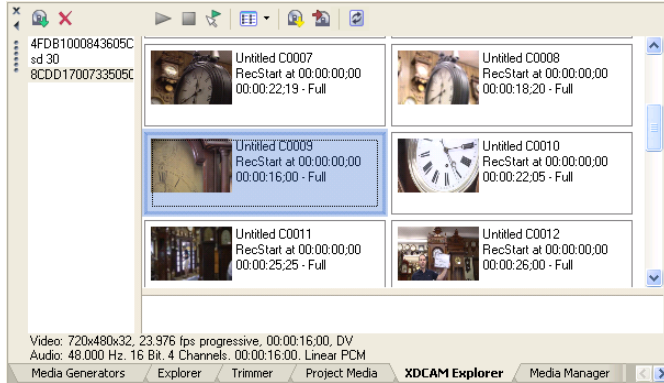 4FDB1000843605C
sd 30
8CDD17007335050
Untitled C0007
RecStart at 00:00:00;00
00:00:22;19 - Full
Untitled C0008
RecStart at 00:00:00;00
00:00:18;20 - Full
Untitled C0009
RecStart at 00:00:00;00
00:00:16;00 - Full
Untitled C0010
RecStart at 00:00:00;00
00:00:22;05 - Full
Untitled C0011
RecStart at 00:00:00;00
00:00:25;25 - Full
Untitled C0012
RecStart at 00:00:00;00
00:00:26;00 - Full
Video: 720x480x32, 23.976 fps progressive, 00:00:16;00, DV
Audio: 48.000 Hz. 16 Bit. 4 Channels. 00:00:16:00. Linear PCM
Media Generators Explorer Trimmer Project Media XDCAM Explorer Media Manager